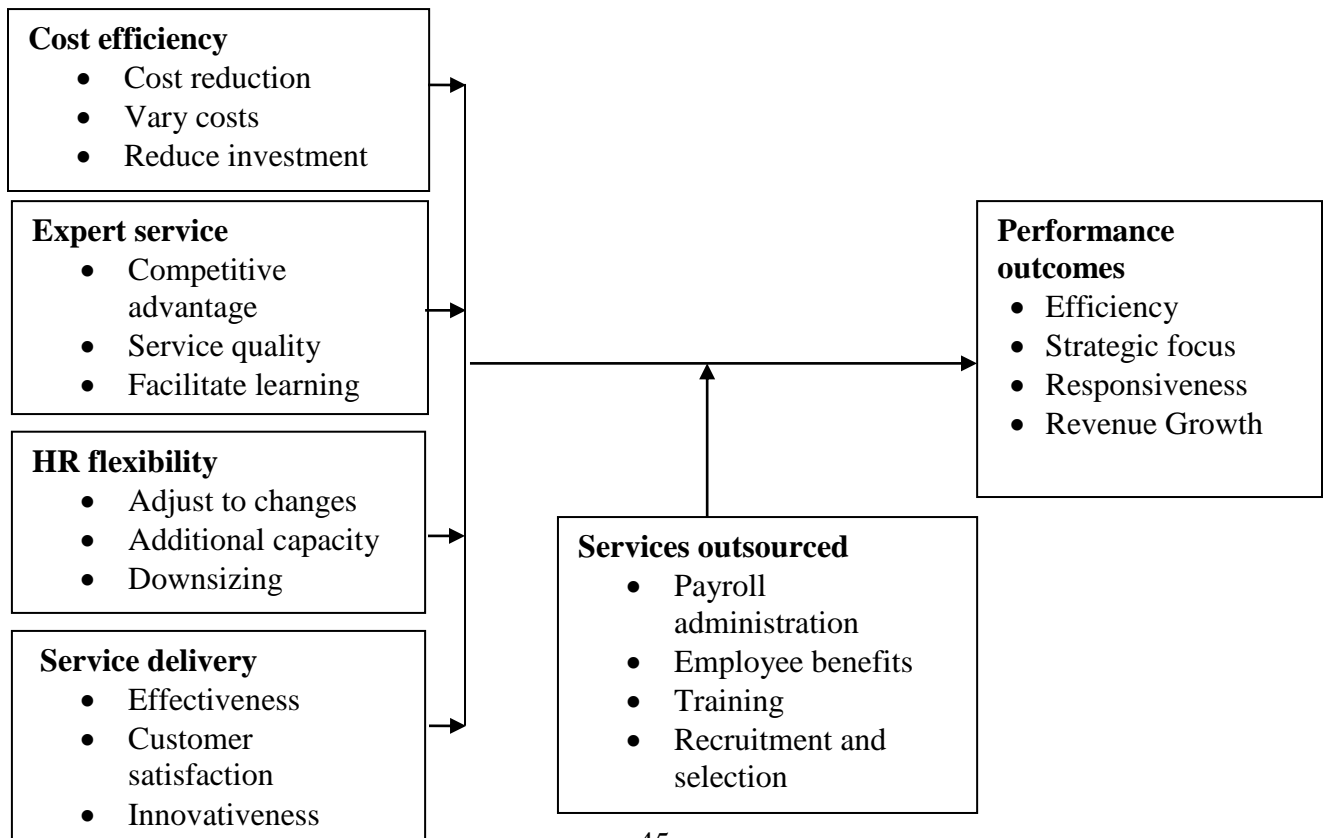 Cost efficiency
• Cost reduction
• Vary costs
• Reduce investment
Expert service
• Competitive
advantage
• Service quality
• Facilitate learning
HR flexibility
• Adjust to changes
• Additional capacity
• Downsizing
Service delivery
• Effectiveness
• Customer
satisfaction
• Innovativeness
Services outsourced
• Payroll
administration
• Employee benefits
• Training
• Recruitment and
selection
Performance
outcomes
• Efficiency
• Strategic focus
• Responsiveness
• Revenue Growth
45